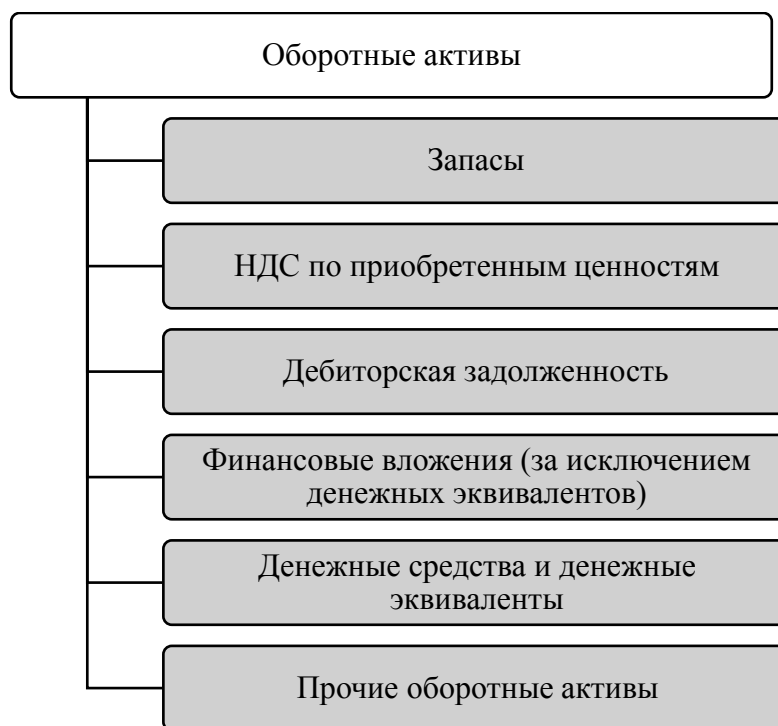 Оборотные активы
Запасы
НДС по приобретенным ценностям
Дебиторская задолженность
Финансовые вложения (за исключением
денежных эквивалентов)
Денежные средства и денежные
эквиваленты
Прочие оборотные активы